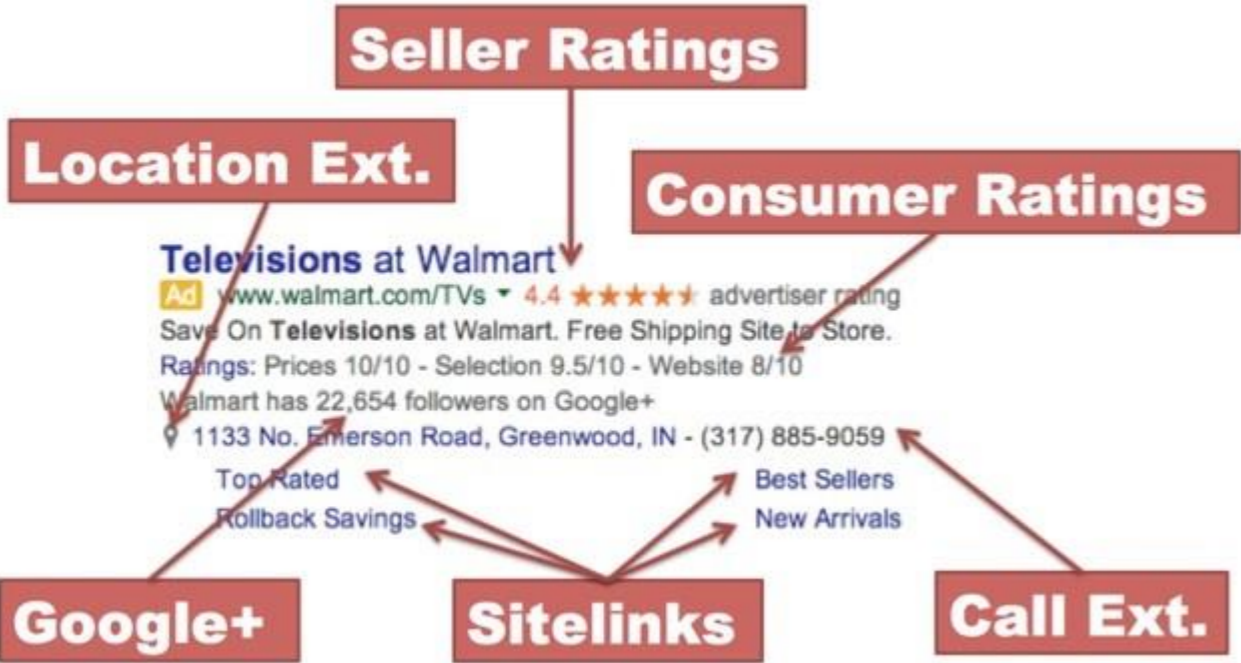 Seller Ratings
Location Ext.
Consumer Ratings
Televisions at Walmart
Ad www.walmart.com/TVs 4.4 ★★★★★ advertiser rating
Save On Televisions at Walmart. Free Shipping Site to Store.
Ratings: Prices 10/10 - Selection 9.5/10 - Website 8/10
Walmart has 22,654 followers on Google+
1133 No. Emerson Road, Greenwood, IN - (317) 885-9059
Top Rated Best Sellers
Rollback Savings New Arrivals
Google+ Sitelinks Call Ext.